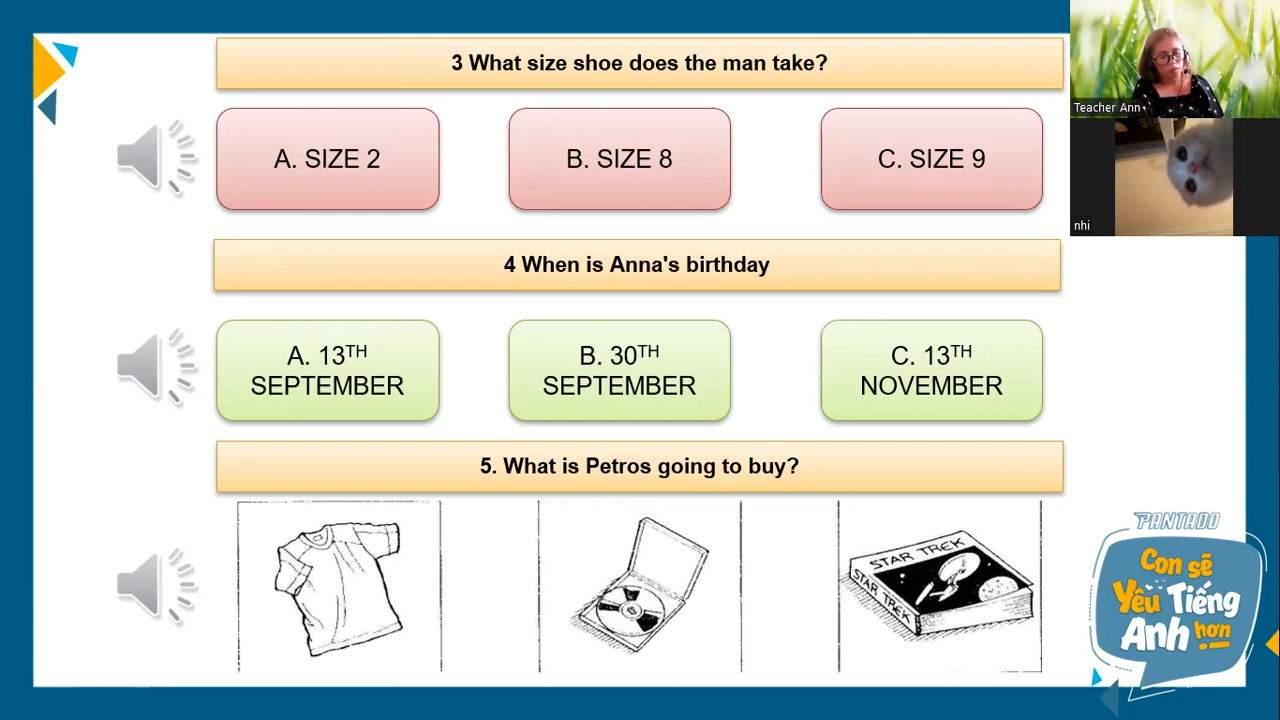 3 What size shoe does the man take?
A. SIZE 2
B. SIZE 8
C. SIZE 9
4 When is Anna's birthday
A. 13TH
SEPTEMBER
B. 30TH
SEPTEMBER
C. 13TH
NOVEMBER
5. What is Petros going to buy?
STAR TREK
STAR TREK
Teacher Ann
nhi
PANTADO
Con sẽ
Yêu Tiếng
Anh hơn